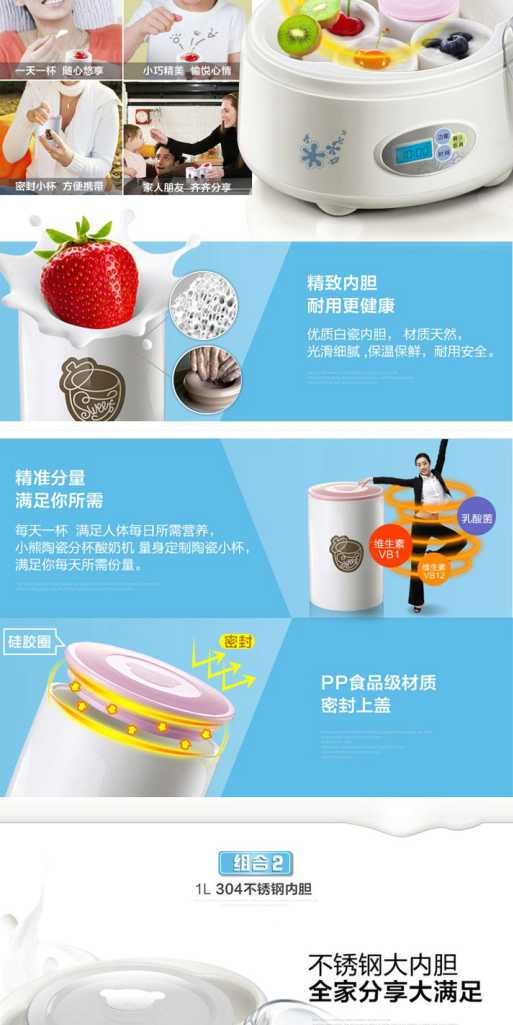 一天一杯 随心悠享
小巧精美 愉悦心情
密封小杯 方便携带
家人朋友 齐齐分享
10:00
功能
时间
精致内胆
耐用更健康
优质白瓷内胆， 材质天然，
光滑细腻 ,保温保鲜，耐用安全。
Sweet
精准分量
满足你所需
每天一杯 满足人体每日所需营养，
小熊陶瓷分杯酸奶机 量身定制陶瓷小杯，
满足你每天所需份量。
乳酸菌
维生素
VB1
维生素
VB12
硅胶圈
密封
PP食品级材质
密封上盖
组合2
1L 304不锈钢内胆
不锈钢大内胆
全家分享大满足